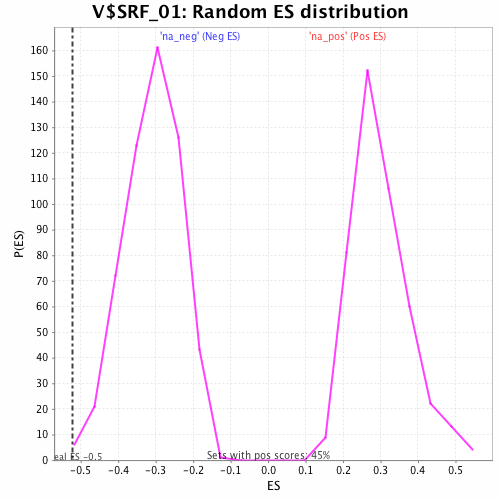 V$SRF_01: Random ES distribution
'na_neg' (Neg ES) 'na_pos' (Pos ES)
160
150
140
130
120
110
100
90
80
70
60
50
40
30
20
10
0
P(ES)
eal ES -0.5
Sets with pos scores: 45%
-0.5 -0.4 -0.3 -0.2 -0.1 0.0 0.1 0.2 0.3 0.4 0.5
ES